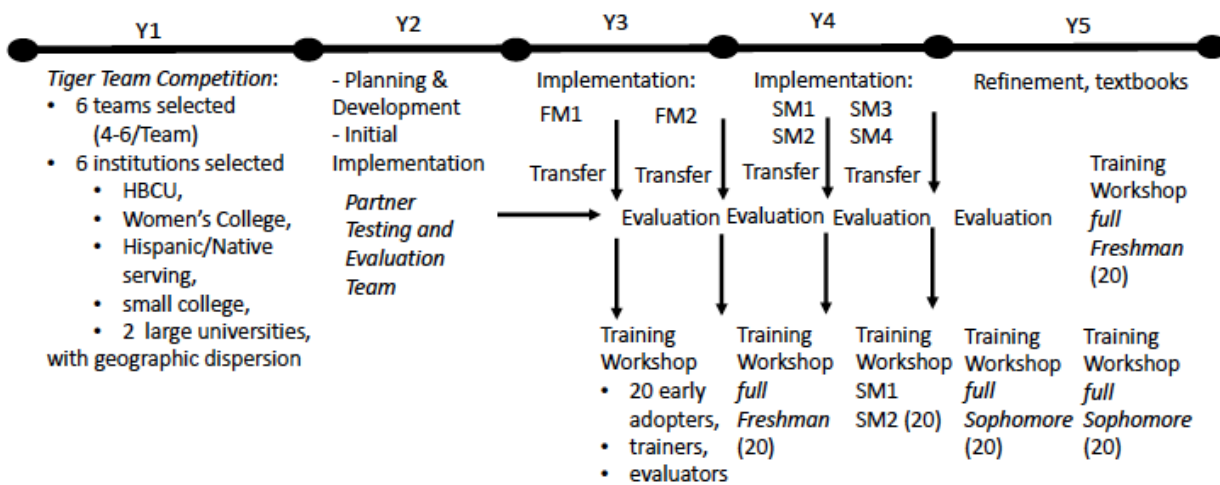 Y1
Y2
Y3
Y4
Y5
Tiger Team Competition:
• 6 teams selected
(4-6/Team)
• 6 institutions selected
• HBCU,
• Women's College,
• Hispanic/Native
serving,
• small college,
• 2 large universities,
with geographic dispersion
- Planning &
Development
- Initial
Implementation
Partner
Testing and
Evaluation
Team
Implementation:
FM1
FM2
Transfer
Transfer
Implementation:
SM1
SM2
SM3
SM4
Transfer
Transfer
Refinement, textbooks
Evaluation
Evaluation
Evaluation
Evaluation
Training
Workshop
full
Freshman
(20)
Training
Workshop
• 20 early
adopters,
• trainers,
• evaluators
Training
Workshop
full
Freshman
(20)
Training
Workshop
SM1
SM2 (20)
Training
Workshop
full
Sophomore
(20)
Training
Workshop
full
Sophomore
(20)